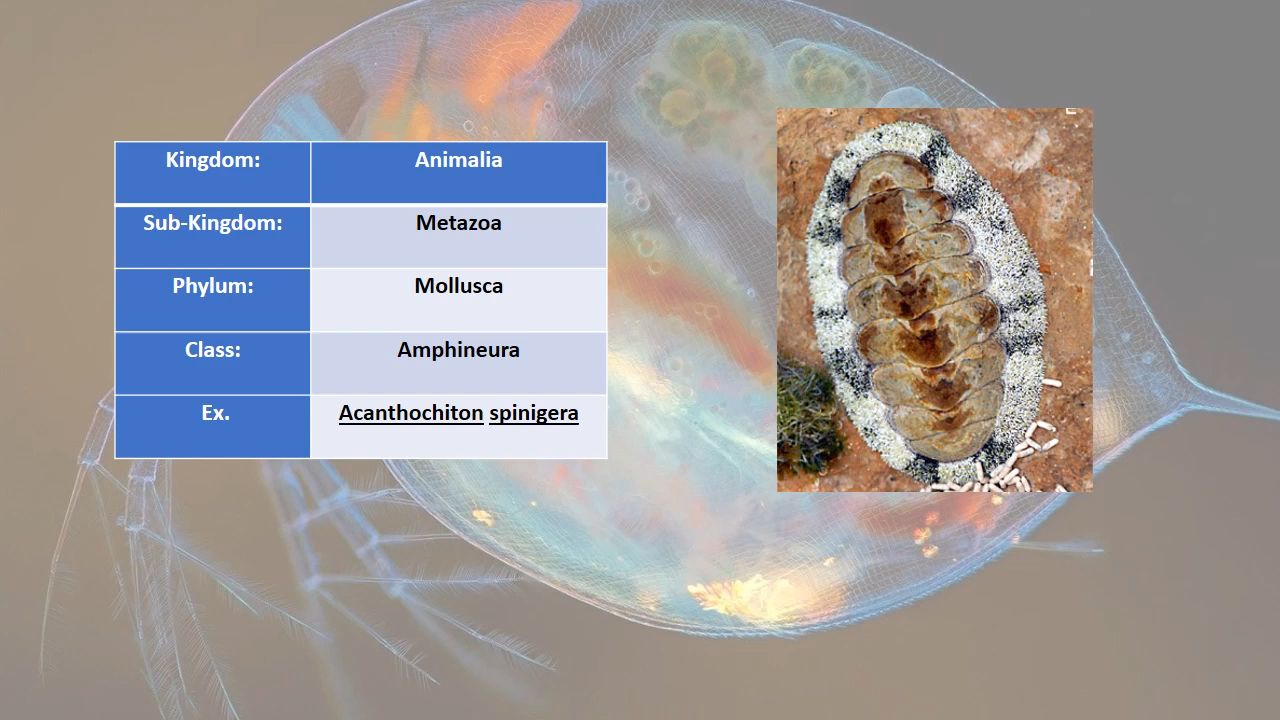 Kingdom: Animalia
Sub-Kingdom: Metazoa
Phylum: Mollusca
Class: Amphineura
Ex. Acanthochiton spinigera